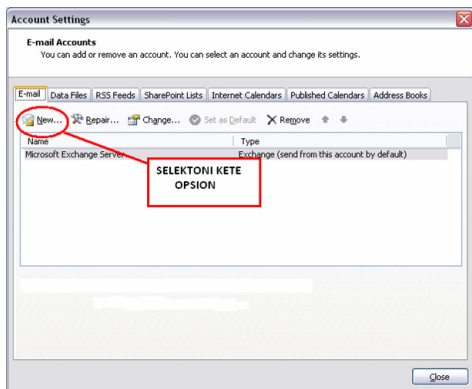 Account Settings
E-mail Accounts
You can add or remove an account. You can select an account and change its settings.
E-mail Data Files RSS Feeds SharePoint Lists Internet Calendars Published Calendars Address Books
New... Repair... Change... Set as Default Remove
Name Type
Microsoft Exchange Server Exchange (send from this account by default)
SELEKTONI KETE
OPSION
Close